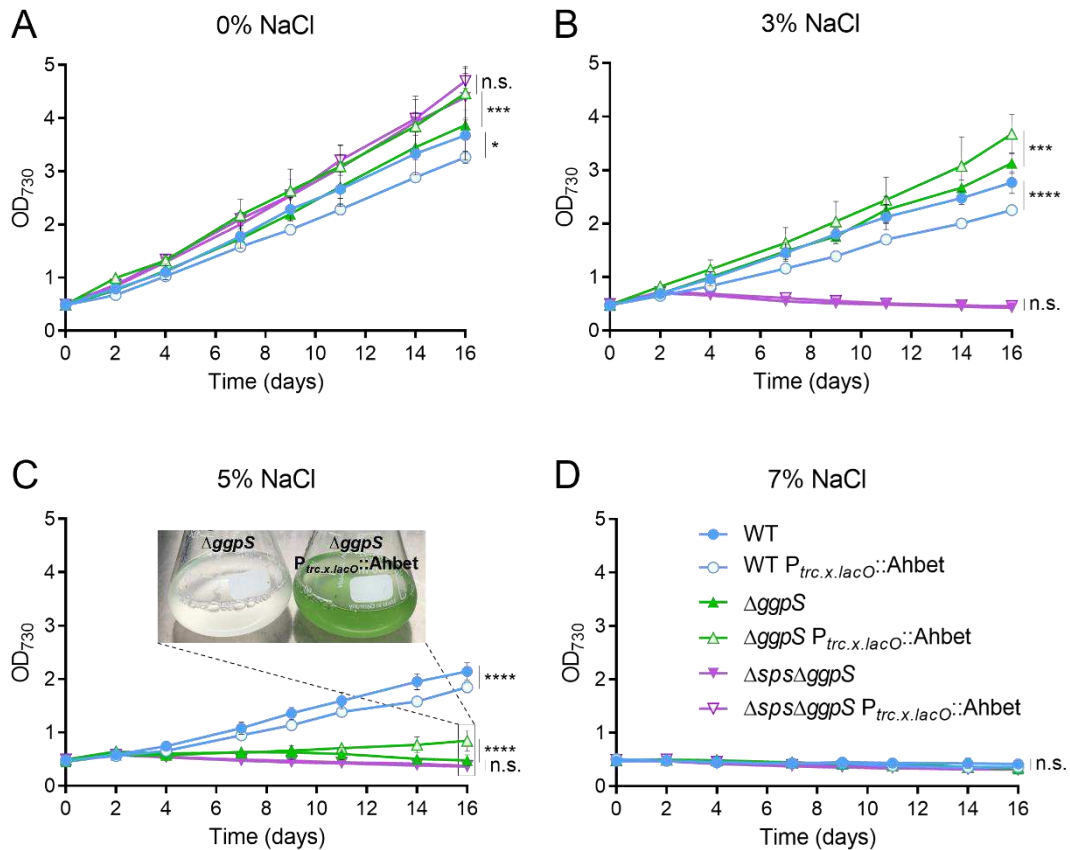 A
0% NaCl
5
4
3
2
1
0
OD730
0 2 4 6 8 10 12 14 16
Time (days)
n.s.
***
*
B
3% NaCl
5
4
3
2
1
0
OD730
0 2 4 6 8 10 12 14 16
Time (days)
***
****
n.s.
C
5% NaCl
5
4
3
2
1
0
OD730
0 2 4 6 8 10 12 14 16
Time (days)
ΔggpS
ΔggpS
Ptrc.x.lacO::Ahbet
****
****
n.s.
D
7% NaCl
5
4
3
2
1
0
OD730
0 2 4 6 8 10 12 14 16
Time (days)
WT
WT Ptrc.x.lacO::Ahbet
ΔggpS
ΔggpS Ptrc.x.lacO::Ahbet
ΔspsΔggpS
ΔspsΔggpS Ptrc.x.lacO::Ahbet
n.s.